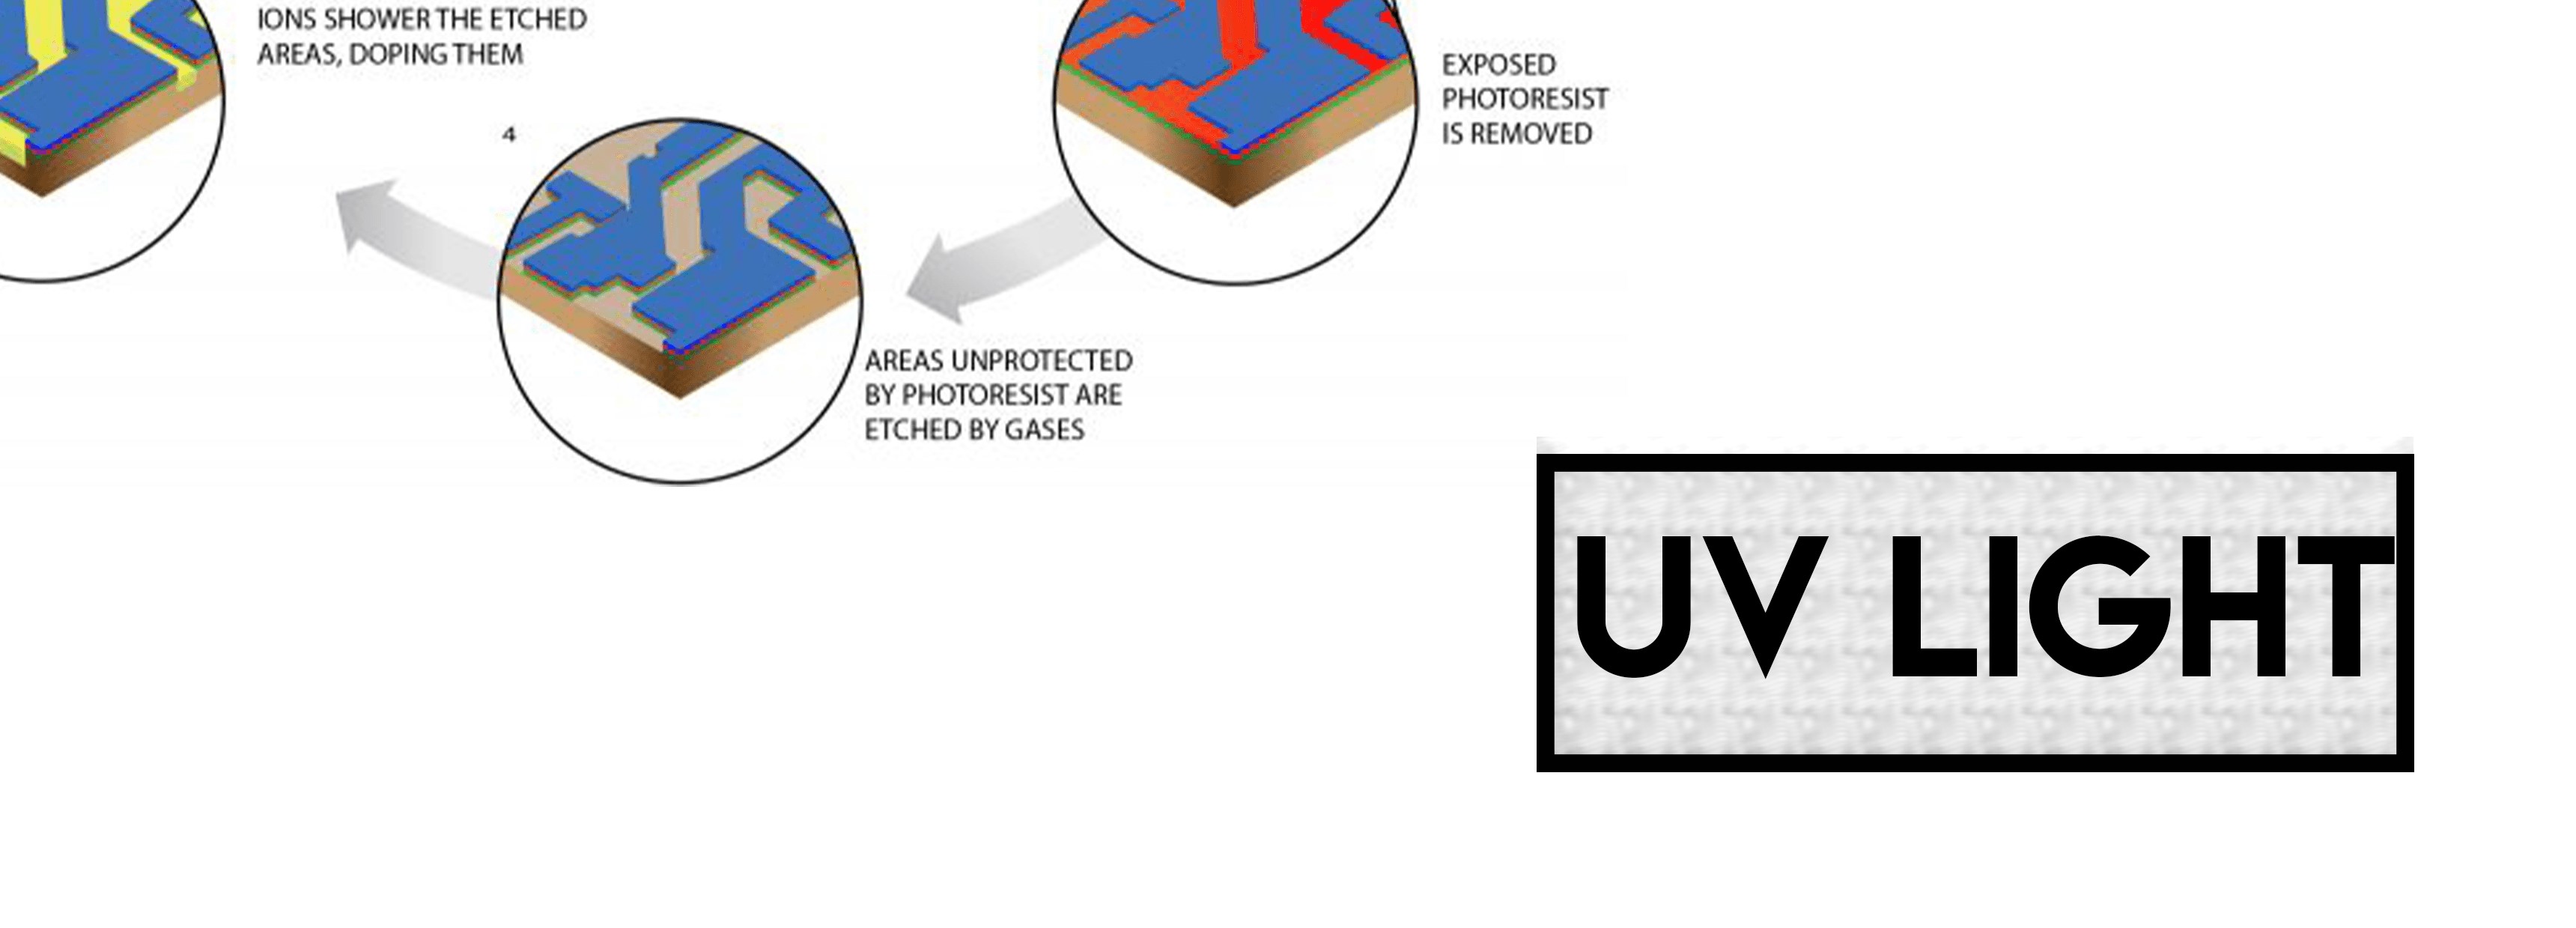 IONS SHOWER THE ETCHED
AREAS, DOPING THEM
EXPOSED
PHOTORESIST
IS REMOVED
4
AREAS UNPROTECTED
BY PHOTORESIST ARE
ETCHED BY GASES
UV LIGHT